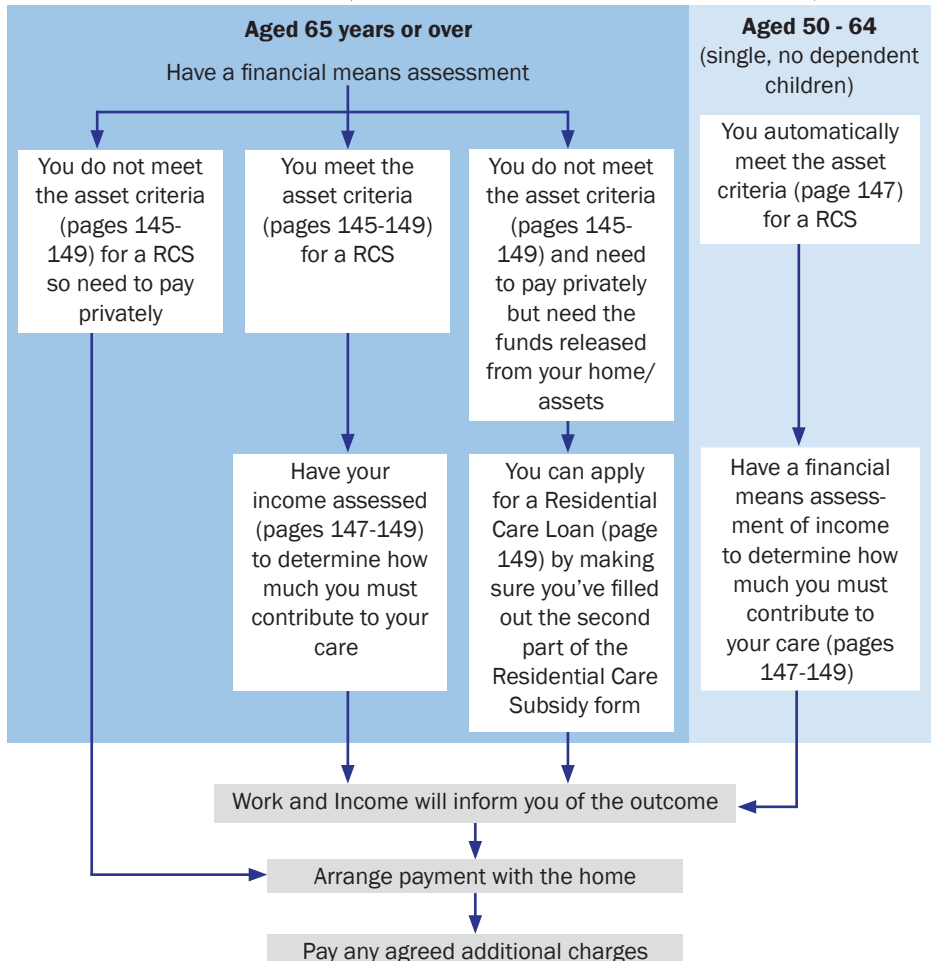 Aged 65 years or over
Have a financial means assessment
You do not meet
the asset criteria
(pages 145-
149) for a RCS
so need to pay
privately
You meet the
asset criteria
(pages 145-149)
for a RCS
You do not meet
the asset criteria
(pages 145-
149) and need
to pay privately
but need the
funds released
from your home/
assets
Have your
income assessed
(pages 147-149)
to determine how
much you must
contribute to your
care
You can apply
for a Residential
Care Loan (page
149) by making
sure you've filled
out the second
part of the
Residential Care
Subsidy form
Aged 50 - 64
(single, no dependent
children)
You automatically
meet the asset
criteria (page 147)
for a RCS
Have a financial
means assess-
ment of income
to determine how
much you must
contribute to
your care (pages
147-149)
Work and Income will inform you of the outcome
Arrange payment with the home
Pay any agreed additional charges